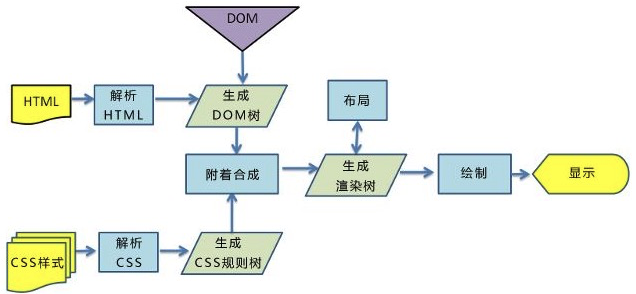 DOM
HTML
解析
HTML
生成
DOM树
布局
附着合成
生成
渲染树
绘制
显示
CSS样式
解析
CSS
生成
CSS规则树